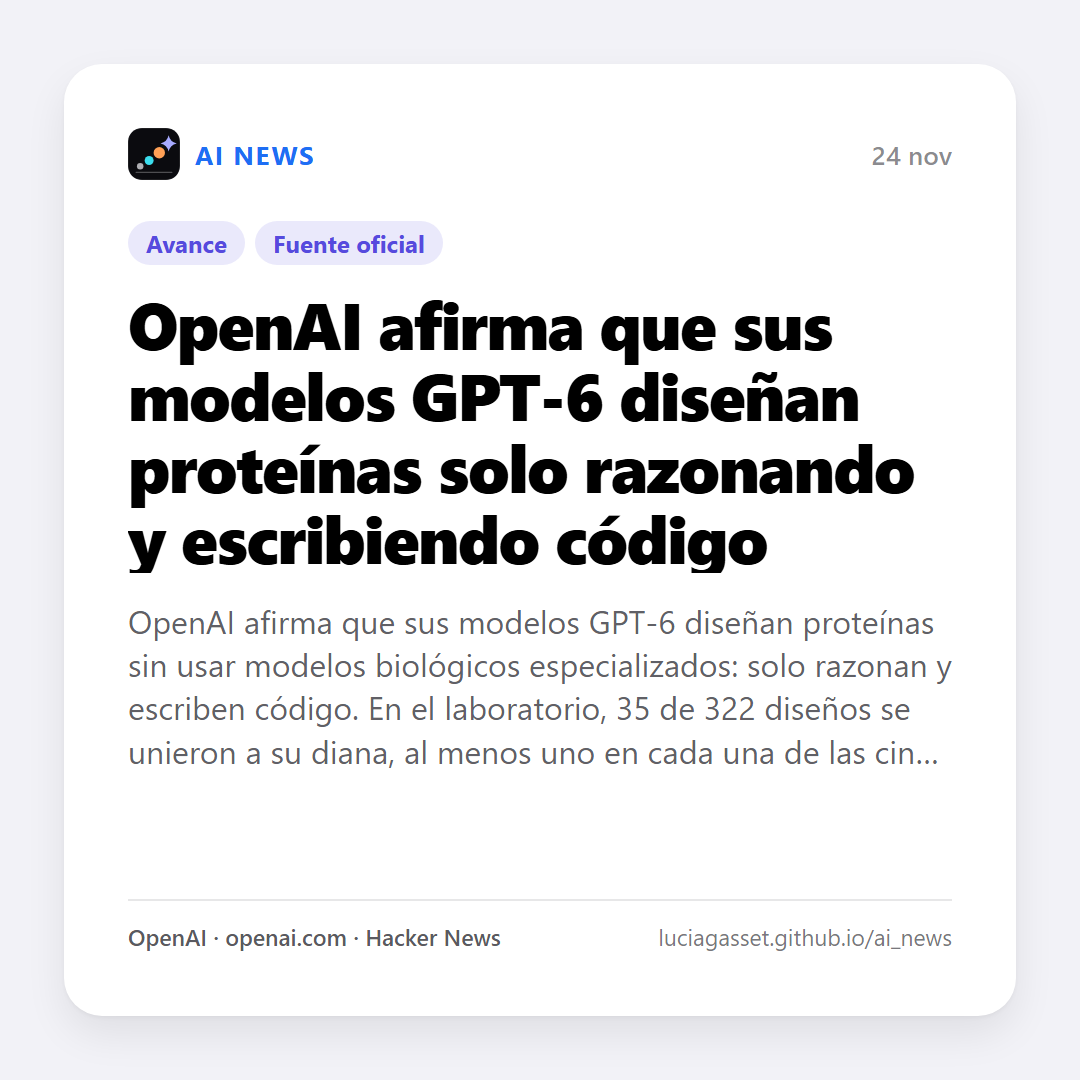 AI NEWS
24 nov
Avance
Fuente oficial
OpenAI afirma que sus
modelos GPT-6 diseñan
proteínas solo razonando
y escribiendo código
OpenAI afirma que sus modelos GPT-6 diseñan proteínas
sin usar modelos biológicos especializados: solo razonan y
escriben código. En el laboratorio, 35 de 322 diseños se
unieron a su diana, al menos uno en cada una de las cin...
OpenAI · openai.com · Hacker News
luciagasset.github.io/ai_news